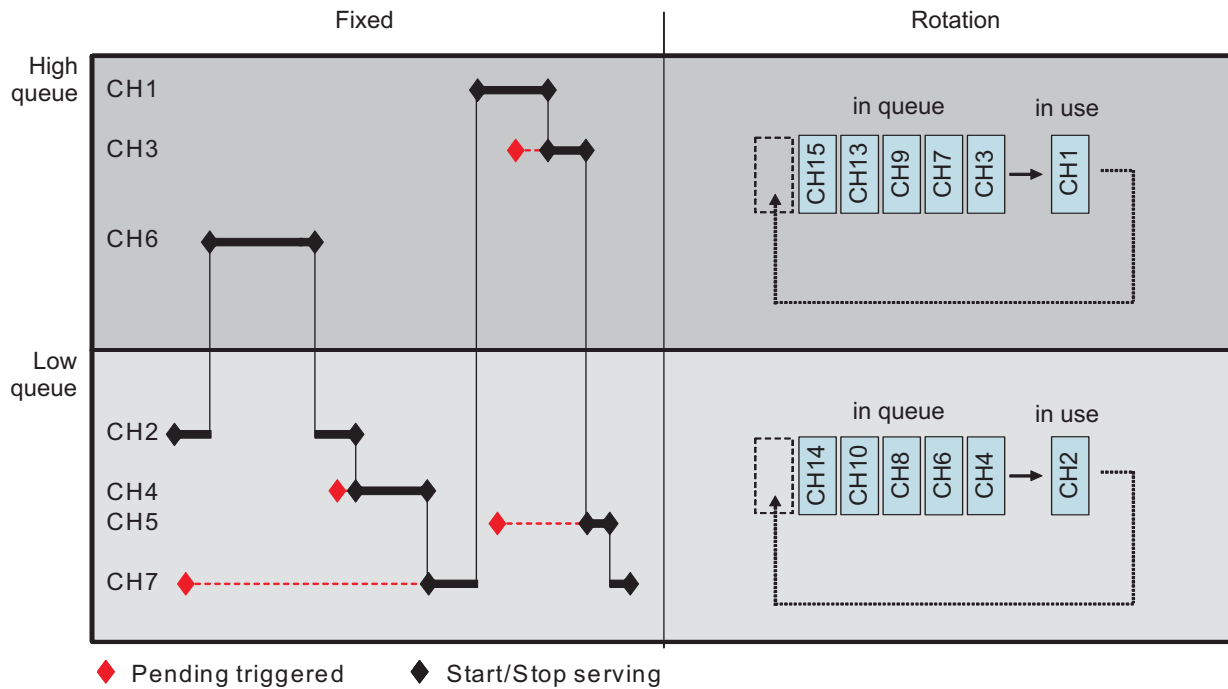 Fixed
Rotation
High
queue
CH1
CH3
CH6
in queue
in use
CH15
CH13
CH9
CH7
CH3
CH1
Low
queue
CH2
CH4
CH5
CH7
in queue
in use
CH14
CH10
CH8
CH6
CH4
CH2
Pending triggered
Start/Stop serving